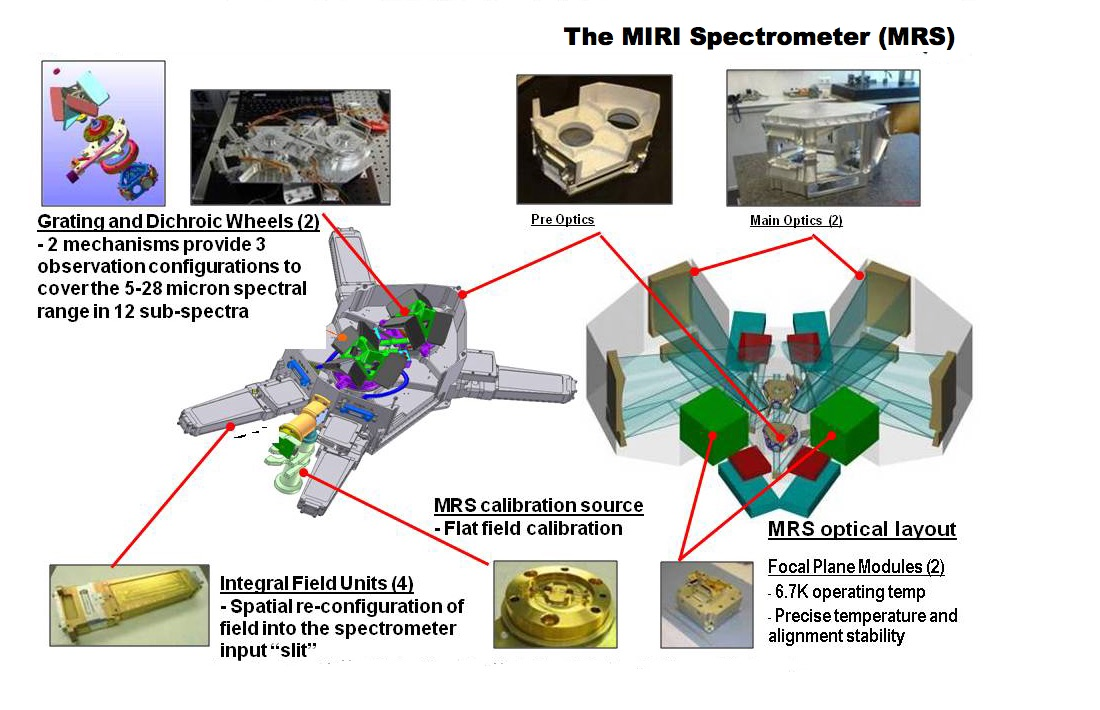 The MIRI Spectrometer (MRS)
Grating and Dichroic Wheels (2)
- 2 mechanisms provide 3
observation configurations to
cover the 5-28 micron spectral
range in 12 sub-spectra
Pre Optics
Main Optics (2)
MRS calibration source
- Flat field calibration
MRS optical layout
Integral Field Units (4)
- Spatial re-configuration of
field into the spectrometer
input “slit”
Focal Plane Modules (2)
- 6.7K operating temp
- Precise temperature and
alignment stability